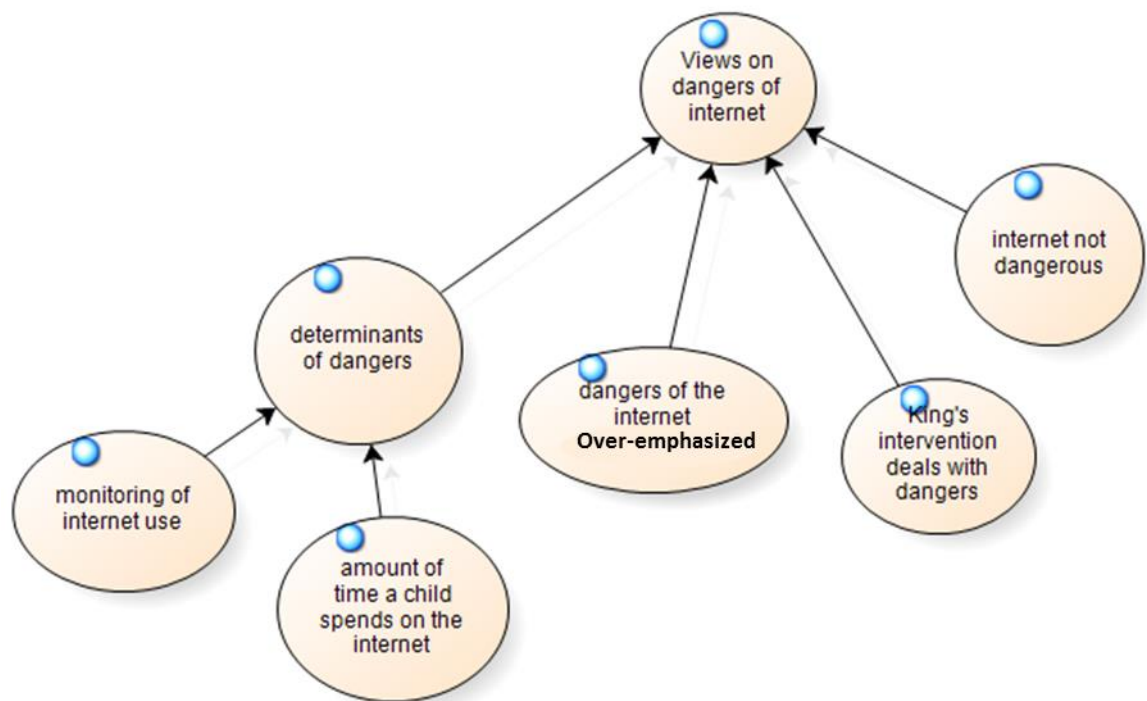 Views on
dangers of
internet
internet not
dangerous
determinants
of dangers
dangers of the
internet
Over-emphasized
King's
intervention
deals with
dangers
monitoring of
internet use
amount of
time a child
spends on the
internet